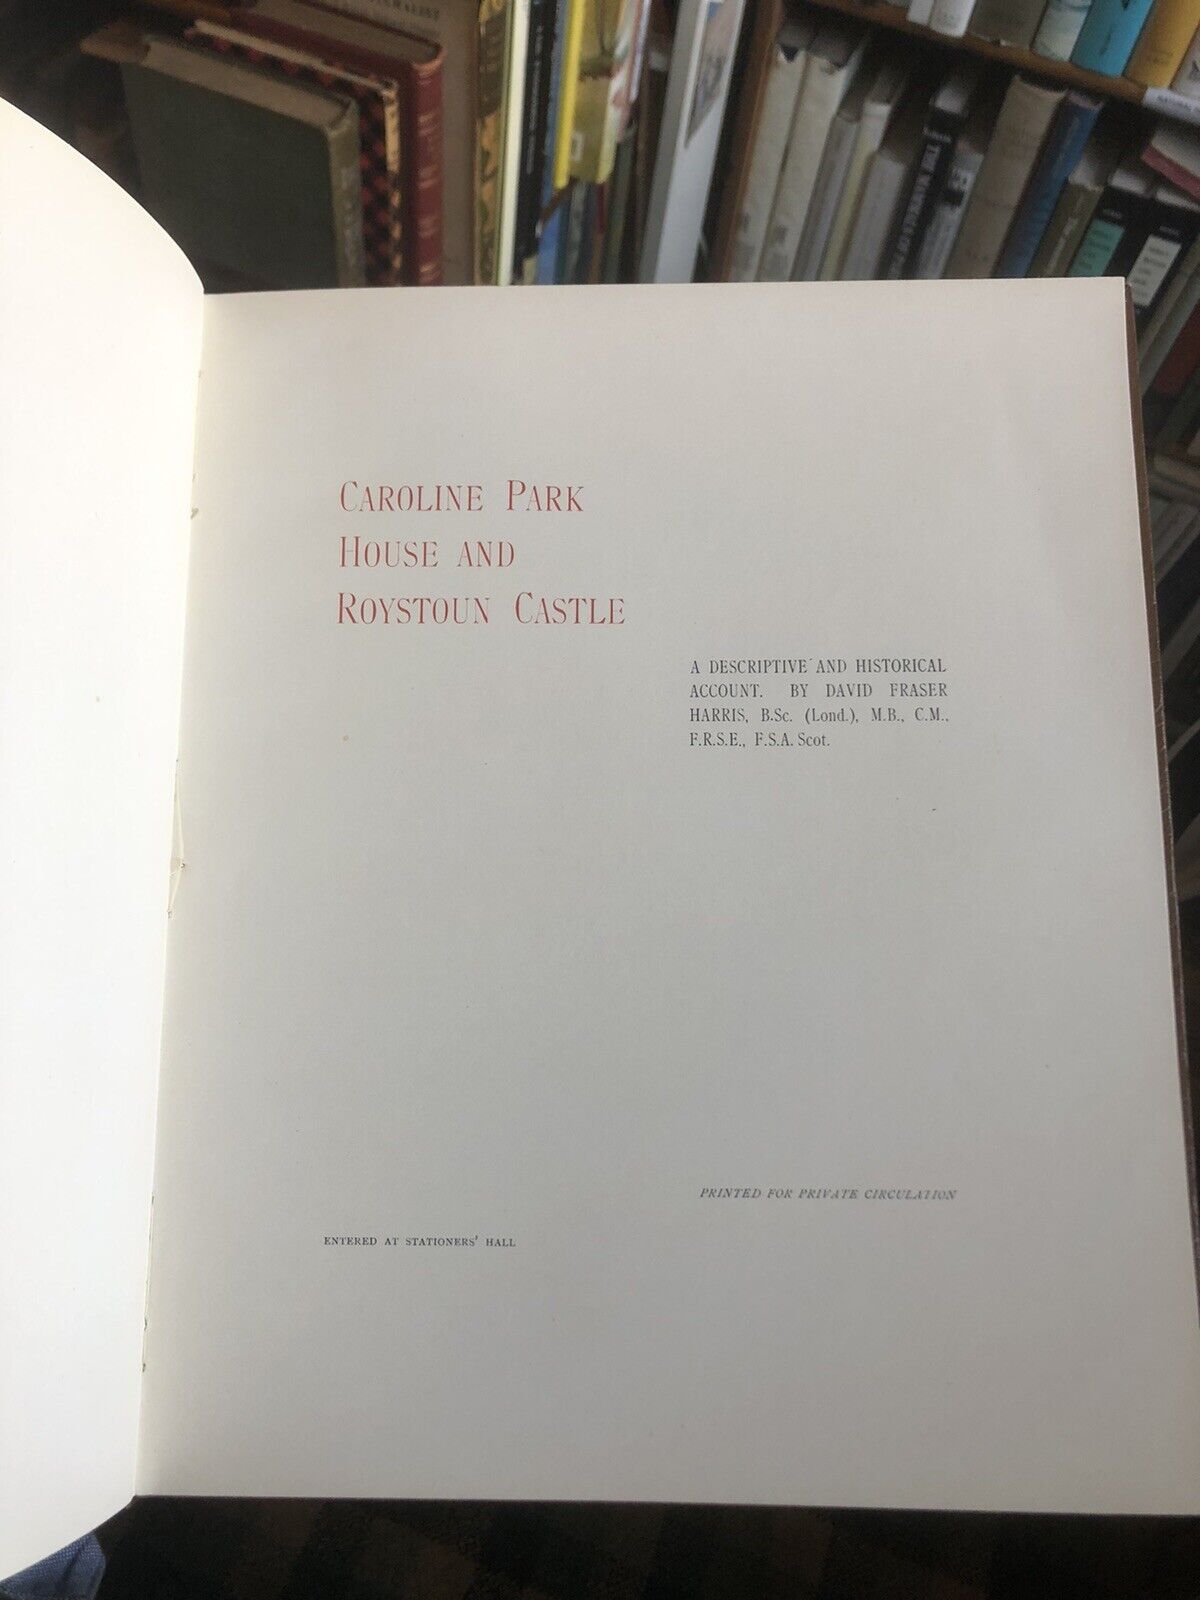 CAROLINE PARK
HOUSE AND
ROYSTOUN CASTLE
A DESCRIPTIVE AND HISTORICAL
ACCOUNT. BY DAVID FRASER
HARRIS, B.Sc. (Lond.), M.B., C.M.,
F.R.S.E., F.S.A. Scot.
PRINTED FOR PRIVATE CIRCULATION
ENTERED AT STATIONERS' HALL